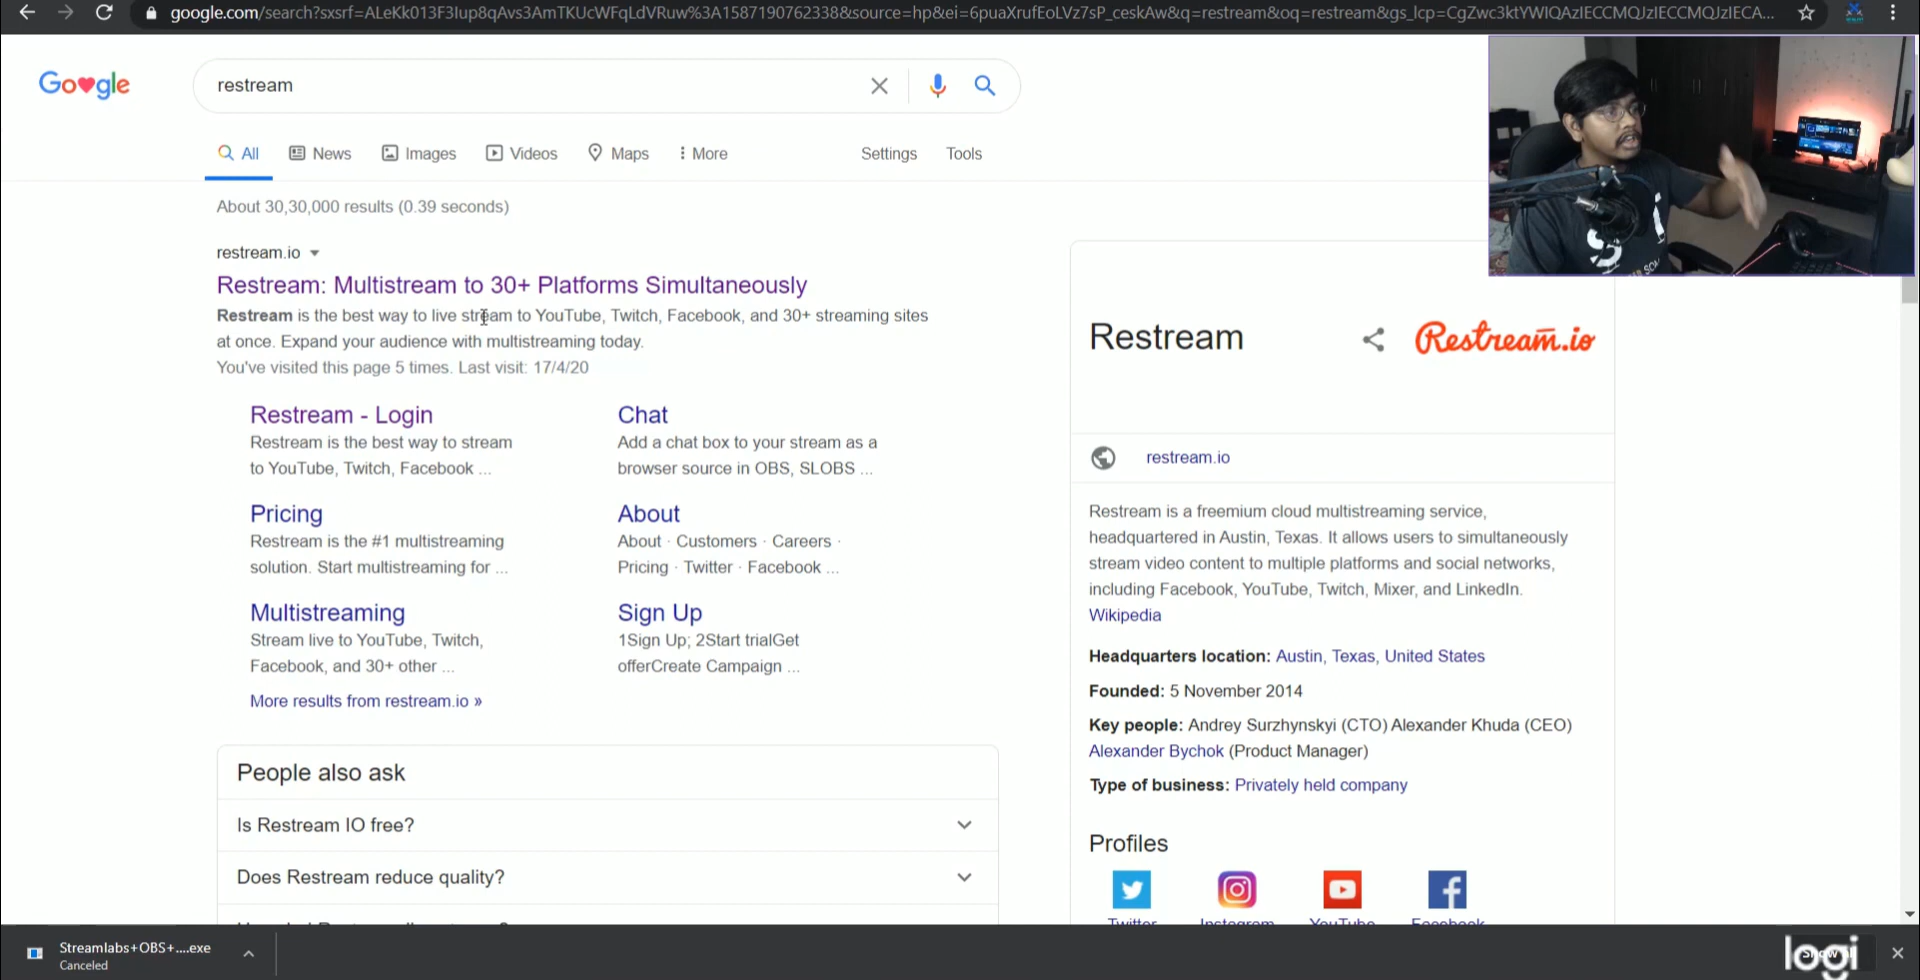 google.com/search?sxsrf=ALeKk013F3Iup8qAvs3AmTKUcWFqLdVRuw%3A1587190762338&source=hp&ei=6puaXrufEoLVz7sP_ceskAw&q=restream&oq=restream&gs_lcp=CgZwc3ktYWIQAzIECCMQJzIECCMQJzIECA...
Google
restream
All
News
Images
Videos
Maps
More
Settings
Tools
About 30,30,000 results (0.39 seconds)
restream.io
Restream: Multistream to 30+ Platforms Simultaneously
Restream is the best way to live stream to YouTube, Twitch, Facebook, and 30+ streaming sites
at once. Expand your audience with multistreaming today.
You've visited this page 5 times. Last visit: 17/4/20
Restream - Login
Restream is the best way to stream
to YouTube, Twitch, Facebook ...
Chat
Add a chat box to your stream as a
browser source in OBS, SLOBS ...
Pricing
Restream is the #1 multistreaming
solution. Start multistreaming for ...
About
About · Customers · Careers ·
Pricing · Twitter · Facebook ...
Multistreaming
Stream live to YouTube, Twitch,
Facebook, and 30+ other ...
Sign Up
1Sign Up; 2Start trialGet
offerCreate Campaign ...
More results from restream.io »
People also ask
Is Restream IO free?
Does Restream reduce quality?
Restream
Restream.io
restream.io
Restream is a freemium cloud multistreaming service,
headquartered in Austin, Texas. It allows users to simultaneously
stream video content to multiple platforms and social networks,
including Facebook, YouTube, Twitch, Mixer, and LinkedIn.
Wikipedia
Headquarters location: Austin, Texas, United States
Founded: 5 November 2014
Key people: Andrey Surzhynskyi (CTO) Alexander Khuda (CEO)
Alexander Bychok (Product Manager)
Type of business: Privately held company
Profiles
Twitter
Instagram
YouTube
Facebook
Streamlabs+OBS+....exe
Canceled
logi